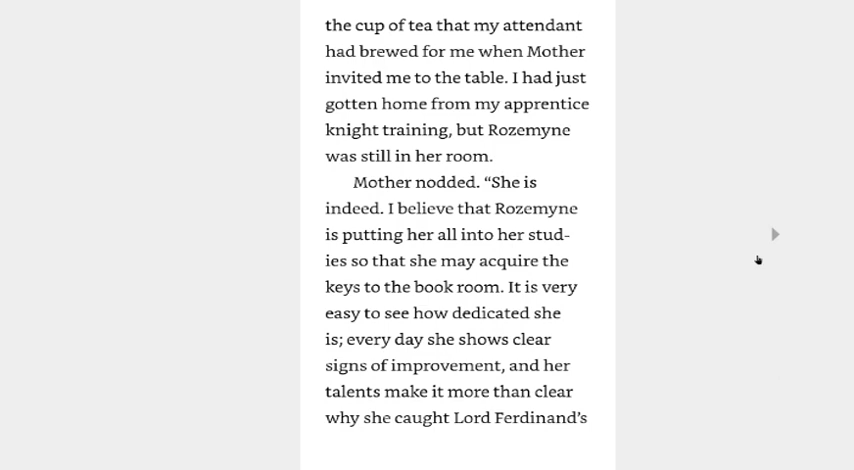 the cup of tea that my attendant
had brewed for me when Mother
invited me to the table. I had just
gotten home from my apprentice
knight training, but Rozemyne
was still in her room.
Mother nodded. “She is
indeed. I believe that Rozemyne
is putting her all into her stud-
ies so that she may acquire the
keys to the book room. It is very
easy to see how dedicated she
is; every day she shows clear
signs of improvement, and her
talents make it more than clear
why she caught Lord Ferdinand’s